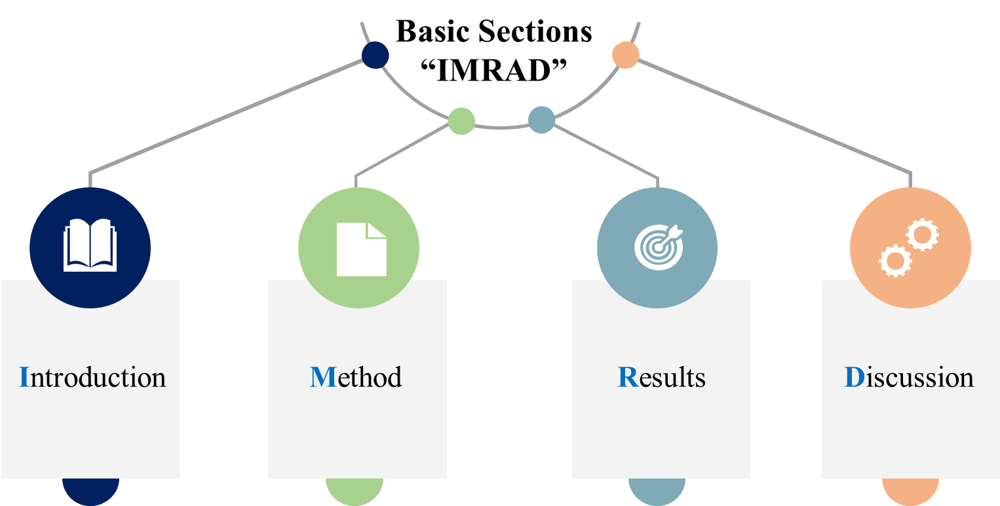 Basic Sections
“IMRAD”
Introduction
Method
Results
Discussion